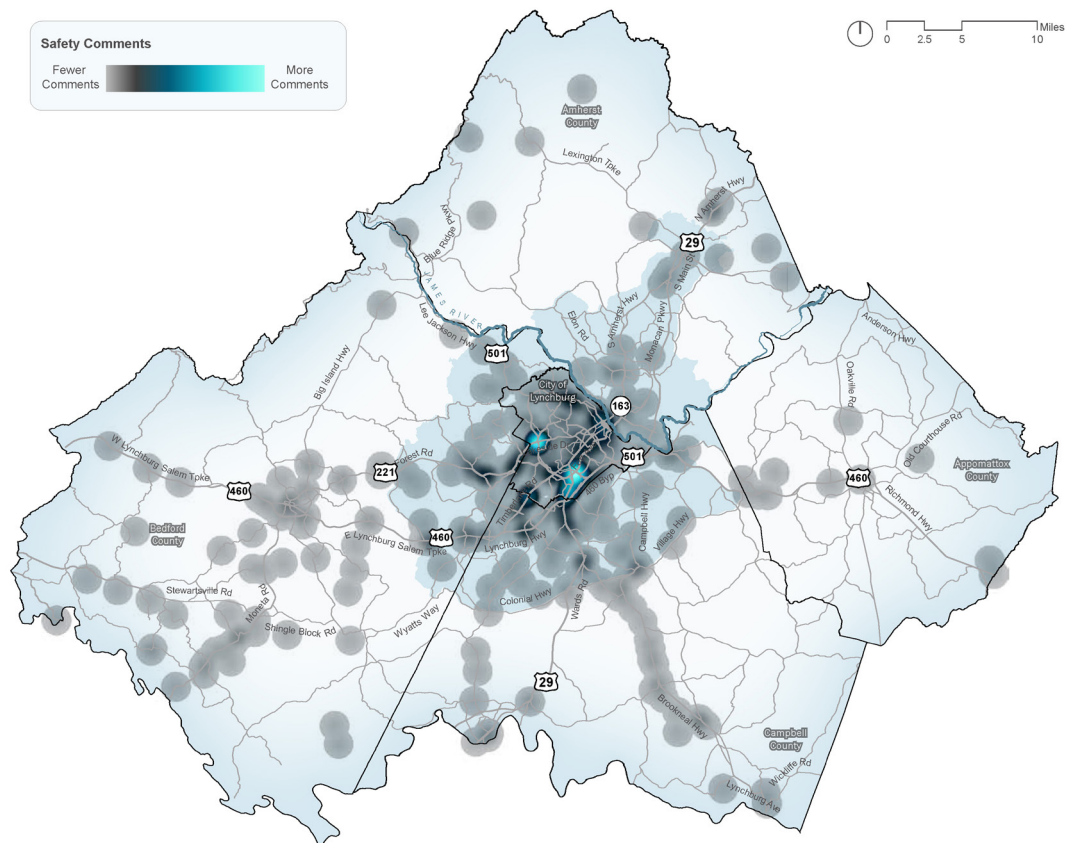 Safety Comments
Fewer
Comments
More
Comments
Miles
0
2.5
5
10
Amherst
County
Lexington Tpke
N Amherst Hwy
Blue Ridge Pkwy
29
S Main St
JAMES RIVER
Elon Rd
S Amherst Hwy
Monacan Pkwy
Lee Jackson Hwy
501
Anderson Hwy
Big Island Hwy
City of
Lynchburg
Oakville Rd
163
Old Courthouse Rd
W Lynchburg Salem Tpke
Forest Rd
501
221
460
460
Appomattox
County
460 Byp
Richmond Hwy
Bedford
County
460
E Lynchburg Salem Tpke
Lynchburg Hwy
Campbell Hwy
Village Hwy
Stewartsville Rd
Colonial Hwy
Wards Rd
Moneta Rd
Shingle Block Rd
Wyatts Way
29
Brookneal Hwy
Campbell
County
Wickliffe Rd
Lynchburg Ave